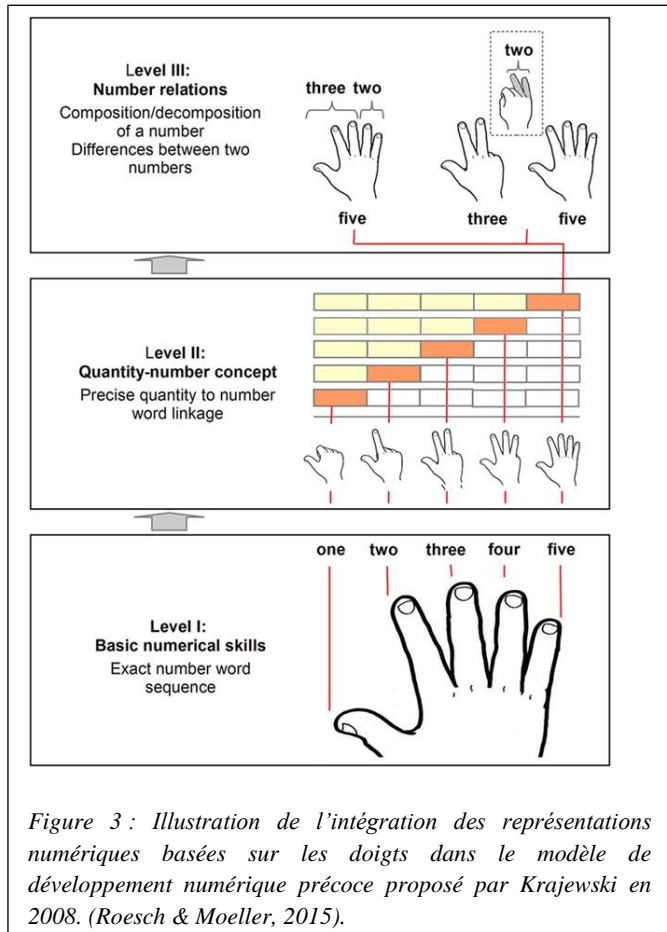 two
Level III:
Number relations
Composition/decomposition
of a number
Differences between two
numbers
three two
five
three
five
Level II:
Quantity-number concept
Precise quantity to number
word linkage
one
two
three
four
five
Level I:
Basic numerical skills
Exact number word
sequence
Figure 3 : Illustration de l’intégration des représentations
numériques basées sur les doigts dans le modèle de
développement numérique précoce proposé par Krajewski en
2008. (Roesch & Moeller, 2015).